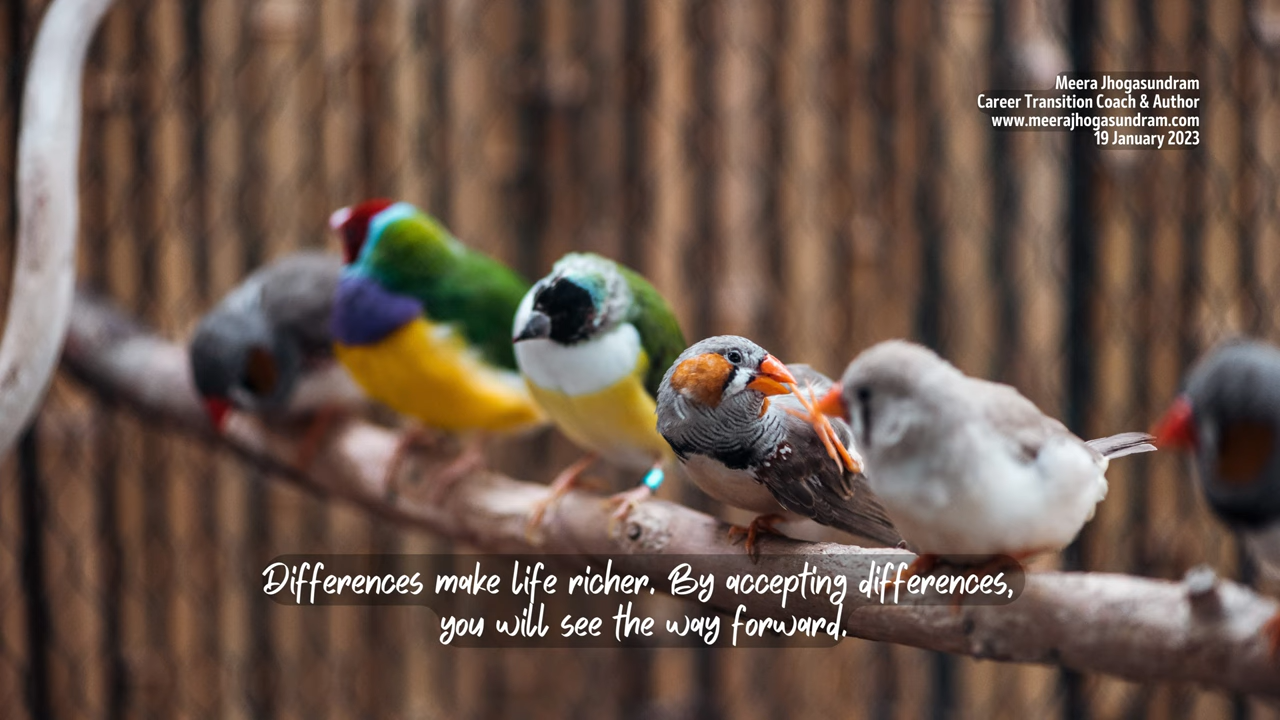 Meera Jhogasundram
Career Transition Coach & Author
www.meerajhogasundram.com
19 January 2023
Differences make life richer. By accepting differences,
you will see the way forward.